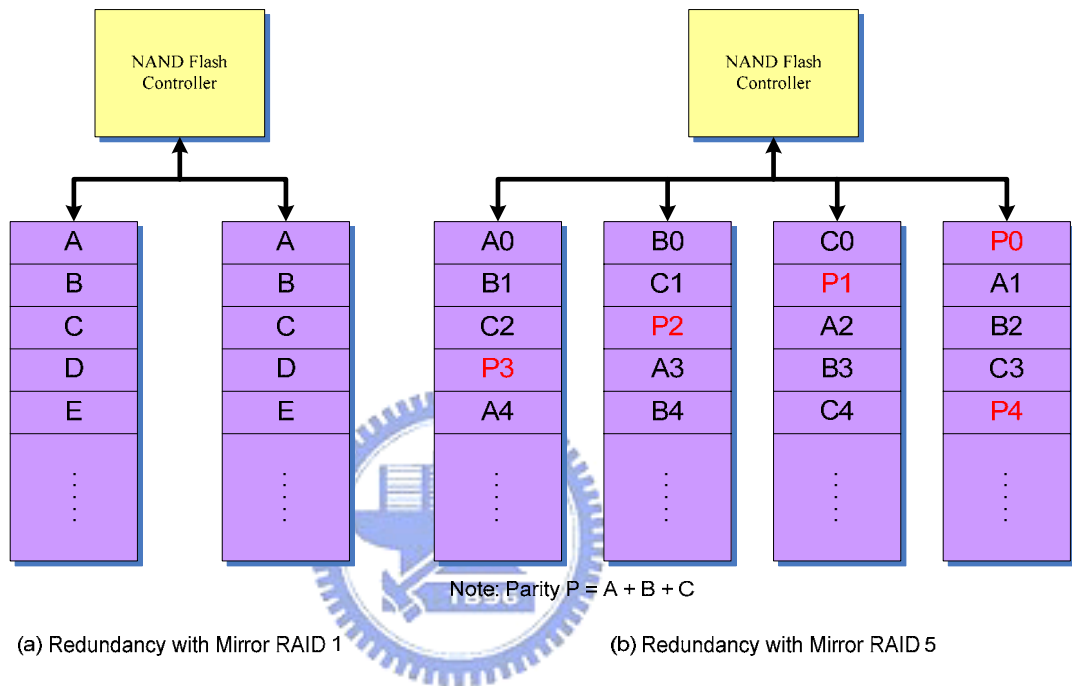 NAND Flash
Controller
NAND Flash
Controller
A
B
C
D
E
A
B
C
D
E
A0
B1
C2
P3
A4
B0
C1
P2
A3
B4
C0
P1
A2
B3
C4
P0
A1
B2
C3
P4
1896
Note: Parity P = A + B + C
(a) Redundancy with Mirror RAID 1
(b) Redundancy with Mirror RAID 5